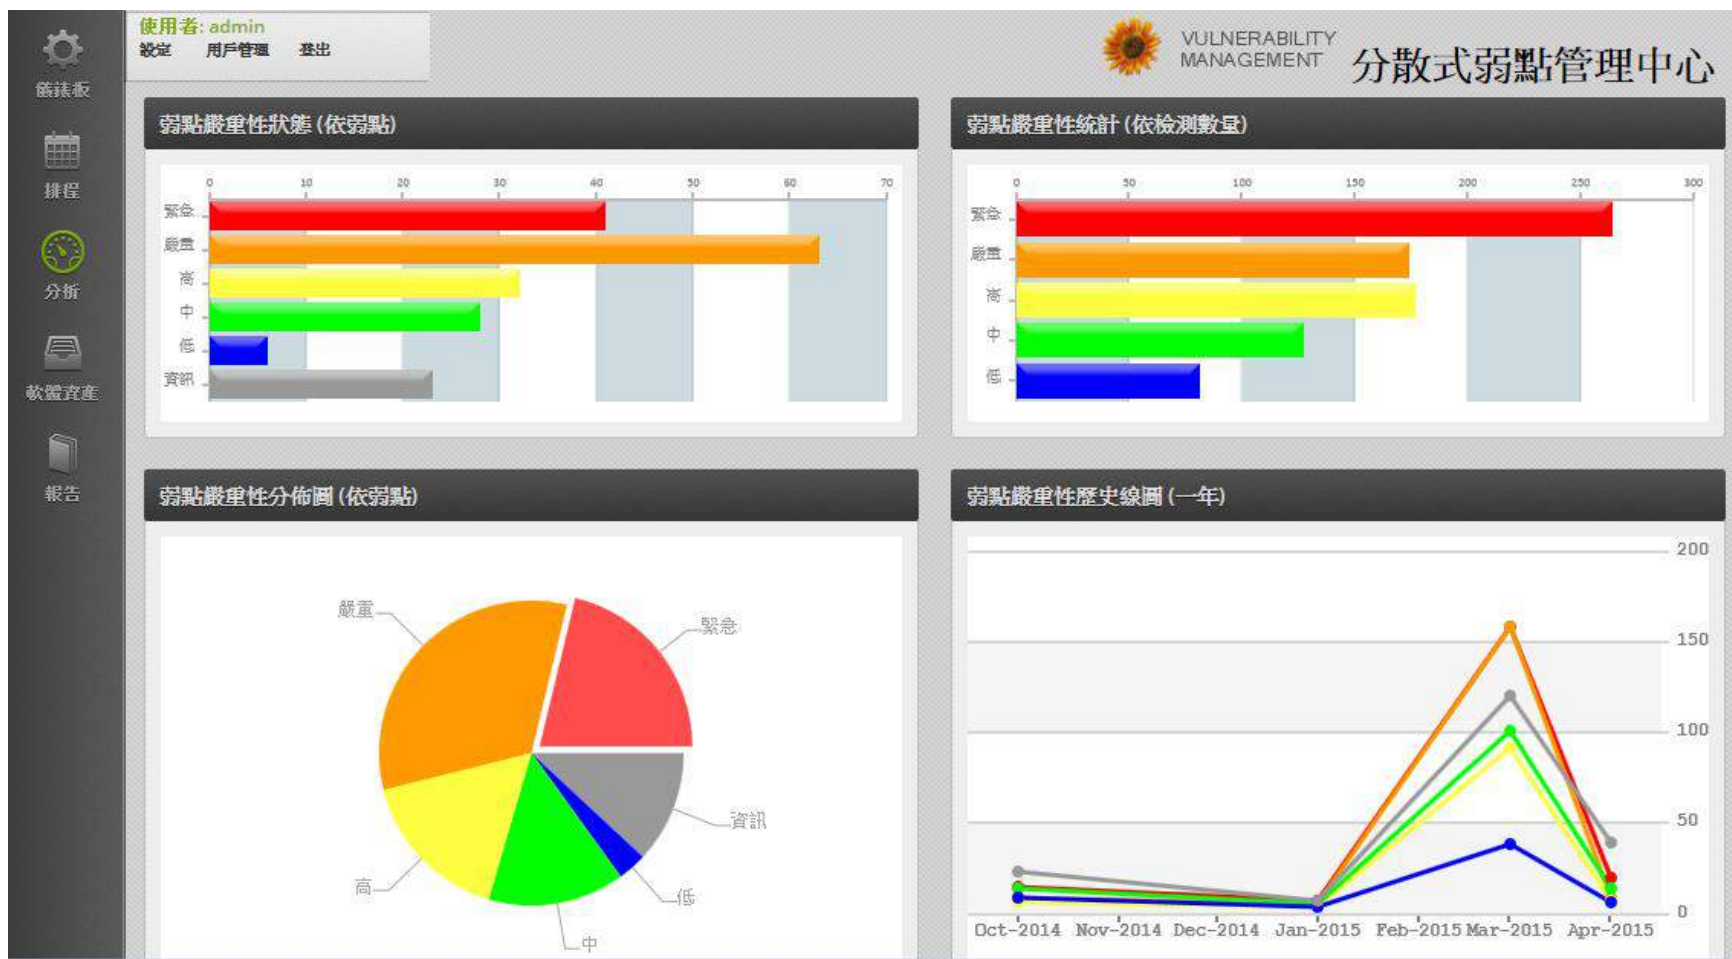 使用者: admin
設定 用戶管理 登出
VULNERABILITY
MANAGEMENT
分散式弱點管理中心
儀錶板
排程
分析
軟體資產
報告
弱點嚴重性狀態 (依弱點)
0 10 20 30 40 50 60 70
緊急
嚴重
高
中
低
資訊
弱點嚴重性統計 (依檢測數量)
0 50 100 150 200 250 300
緊急
嚴重
高
中
低
弱點嚴重性分佈圖 (依弱點)
嚴重
緊急
資訊
高
低
中
弱點嚴重性歷史線圖 (一年)
200
150
100
50
0
Oct-2014 Nov-2014 Dec-2014 Jan-2015 Feb-2015 Mar-2015 Apr-2015